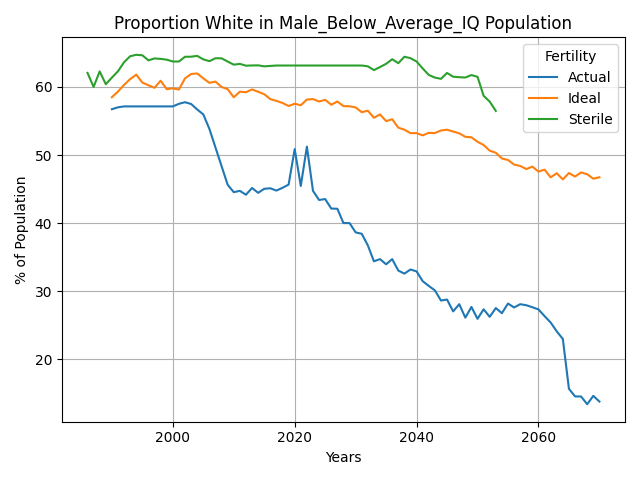 Proportion White in Male_Below_Average_IQ Population
Fertility
Actual
Ideal
Sterile
% of Population
60
50
40
30
20
2000
2020
2040
2060
Years